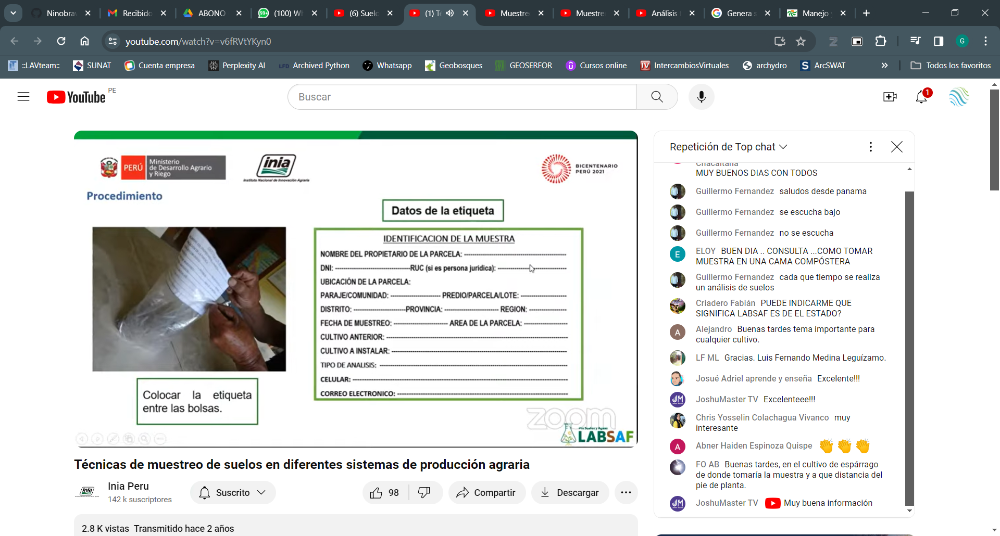 Ninobrav
Recibido
ABONO
(100) W
(6) Suelo
(1) Té
Muestre
Muestre
Análisis
Genera s
Manejo
youtube.com/watch?v=v6fRVtYKyn0
G
::LAVteam::
SUNAT
Cuenta empresa
Perplexity AI
LFD Archived Python
Whatsapp
Geobosques
GEOSERFOR
Cursos online
IntercambiosVirtuales
archydro
ArcSWAT
»
Todos los favoritos
YouTube PE
Buscar
1
PERÚ
Ministerio
de Desarrollo Agrario
y Riego
inia
Instituto Nacional de Innovación Agraria
BICENTENARIO
PERÚ 2021
Procedimiento
Datos de la etiqueta
IDENTIFICACION DE LA MUESTRA
NOMBRE DEL PROPIETARIO DE LA PARCELA:
DNI: RUC (si es persona juridica):
UBICACIÓN DE LA PARCELA:
PARAJE/COMUNIDAD: PREDIO/PARCELA/LOTE:
DISTRITO: PROVINCIA: REGION:
FECHA DE MUESTREO: AREA DE LA PARCELA:
CULTIVO ANTERIOR:
CULTIVO A INSTALAR:
TIPO DE ANALISIS:
CELULAR:
CORREO ELECTRONICO:
Colocar la etiqueta
entre las bolsas.
zoom
Pro Suelos y Aguas
LABSAF
Técnicas de muestreo de suelos en diferentes sistemas de producción agraria
Inia Peru
142 k suscriptores
Suscrito
98
Compartir
Descargar
2.8 K vistas Transmitido hace 2 años
Repetición de Top chat
Chacaltana
MUY BUENOS DIAS CON TODOS
Guillermo Fernandez saludos desde panama
Guillermo Fernandez se escucha bajo
Guillermo Fernandez no se escucha
E ELOY BUEN DIA .. CONSULTA ...COMO TOMAR
MUESTRA EN UNA CAMA COMPÓSTERA
Guillermo Fernandez cada que tiempo se realiza
un análisis de suelos
Criadero Fabián PUEDE INDICARME QUE
SIGNIFICA LABSAF ES DE EL ESTADO?
A Alejandro Buenas tardes tema importante para
cualquier cultivo.
LF ML Gracias. Luis Fernando Medina Leguízamo.
Josué Adriel aprende y enseña Excelente!!!
JM JoshuMaster TV Excelenteee!!!
Chris Yosselin Colachagua Vivanco muy
interesante
A Abner Haiden Espinoza Quispe 👏👏👏
FO AB Buenas tardes, en el cultivo de espárrago
de donde tomaría la muestra y a que distancia del
pie de planta.
JM JoshuMaster TV Muy buena información